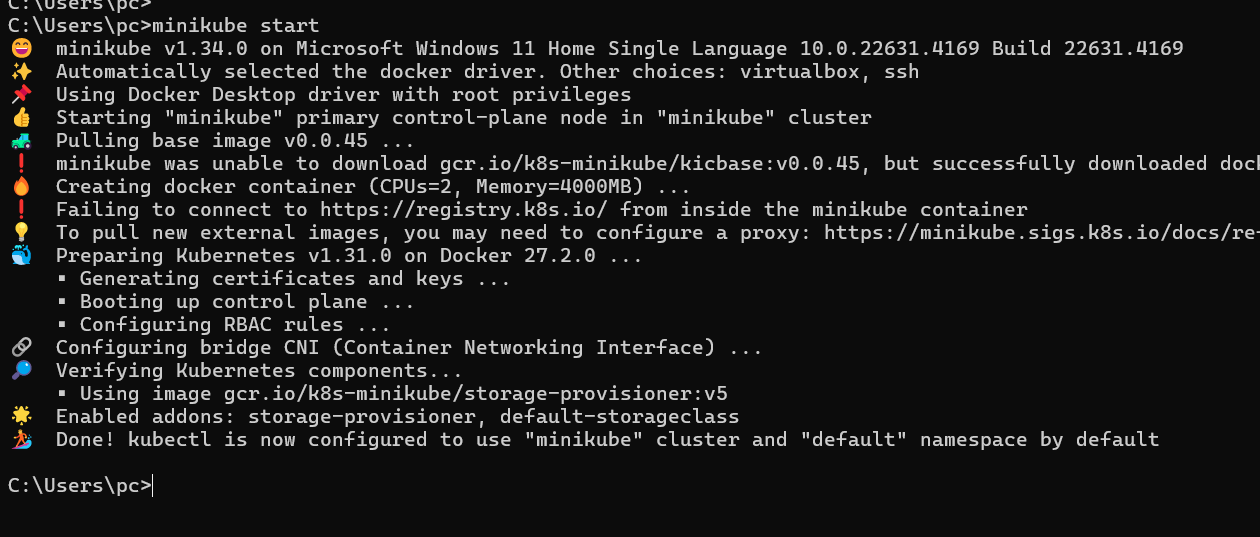 C:\Users\pc>
C:\Users\pc>minikube start
😄 minikube v1.34.0 on Microsoft Windows 11 Home Single Language 10.0.22631.4169 Build 22631.4169
✨ Automatically selected the docker driver. Other choices: virtualbox, ssh
📌 Using Docker Desktop driver with root privileges
👍 Starting "minikube" primary control-plane node in "minikube" cluster
🚜 Pulling base image v0.0.45 ...
❗ minikube was unable to download gcr.io/k8s-minikube/kicbase:v0.0.45, but successfully downloaded dock
🔥 Creating docker container (CPUs=2, Memory=4000MB) ...
❗ Failing to connect to https://registry.k8s.io/ from inside the minikube container
💡 To pull new external images, you may need to configure a proxy: https://minikube.sigs.k8s.io/docs/re
🐳 Preparing Kubernetes v1.31.0 on Docker 27.2.0 ...
▪ Generating certificates and keys ...
▪ Booting up control plane ...
▪ Configuring RBAC rules ...
🔗 Configuring bridge CNI (Container Networking Interface) ...
🔎 Verifying Kubernetes components...
▪ Using image gcr.io/k8s-minikube/storage-provisioner:v5
🌟 Enabled addons: storage-provisioner, default-storageclass
🏄 Done! kubectl is now configured to use "minikube" cluster and "default" namespace by default
C:\Users\pc>